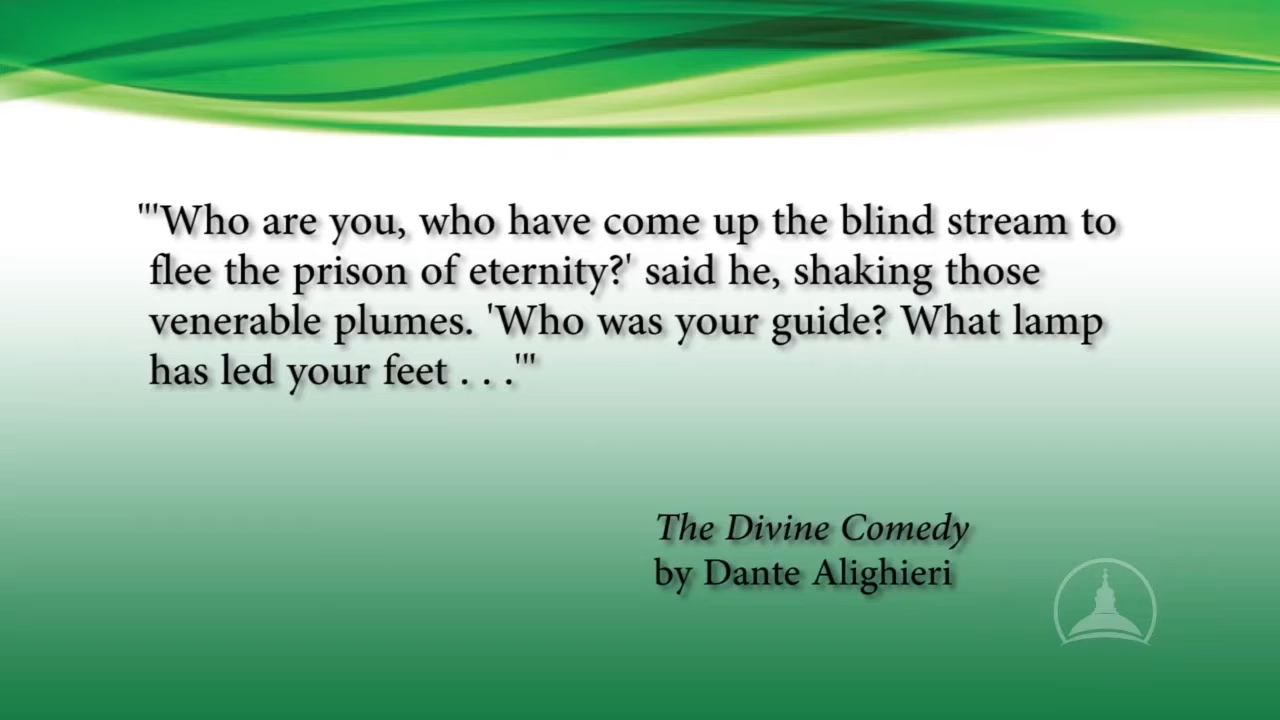 "'Who are you, who have come up the blind stream to
flee the prison of eternity?' said he, shaking those
venerable plumes. 'Who was your guide? What lamp
has led your feet . . .'"
The Divine Comedy
by Dante Alighieri